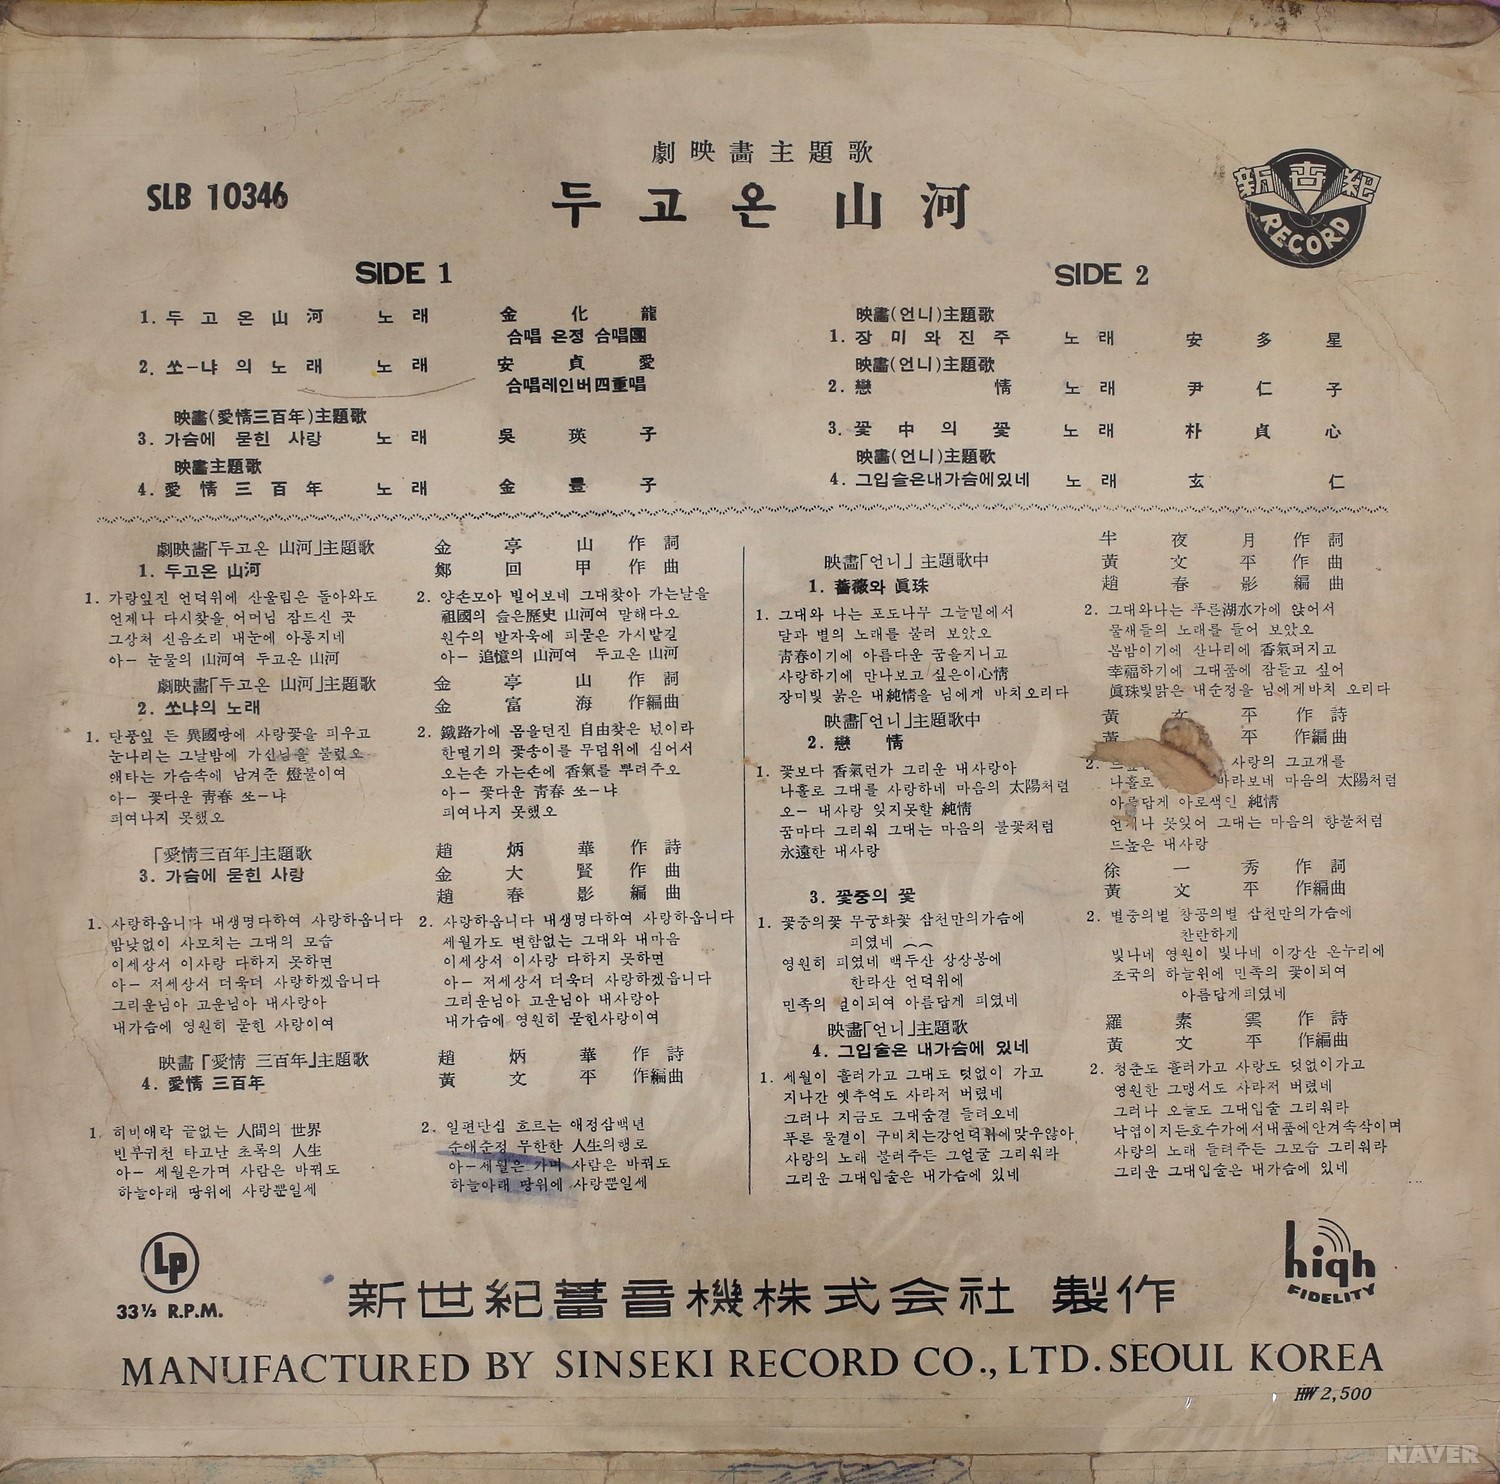 劇映畵主題歌
SLB 10346
두고온 山河
新世紀
RECORD
SIDE 1
1. 두고온山河 노래 金化龍
合唱 은정 合唱團
2. 쏘—냐의노래 노래 安貞愛
合唱레인버四重唱
映畵(愛情三百年)主題歌
3. 가슴에 묻힌 사랑 노래 吳瑛子
映畵主題歌
4. 愛情三百年 노래 金豊子
SIDE 2
映畵(언니)主題歌
1. 장미와진주 노래 安多星
映畵(언니)主題歌
2. 戀情 노래 尹仁子
3. 꽃中의꽃 노래 朴貞心
映畵(언니)主題歌
4. 그입술은내가슴에있네 노래 玄仁
劇映畵「두고온 山河」主題歌 金亭山 作詞
1. 두고온 山河 鄭回甲 作曲
1. 가랑잎진 언덕위에 산울림은 돌아와도
언제나 다시찾을 어머님 잠드신 곳
그상처 신음소리 내눈에 아롱지네
아— 눈물의 山河여 두고온 山河
2. 양손모아 빌어보네 그대찾아 가는날을
祖國의 슬은歷史 山河여 말해다오
원수의 발자욱에 피묻은 가시밭길
아— 追憶의 山河여 두고온 山河
劇映畵「두고온 山河」主題歌 金亭山 作詞
2. 쏘냐의 노래 金富海 作編曲
1. 단풍잎 든 異國땅에 사랑꽃을 피우고
눈나리는 그날밤에 가신님을 불렀오
애타는 가슴속에 남겨준 燈불이여
아— 꽃다운 靑春 쏘—냐
피여나지 못했오
2. 鐵路가에 몸을던진 自由찾은 넋이라
한떨기의 꽃송이를 무덤위에 심어서
오는손 가는손에 香氣를 뿌려주오
아— 꽃다운 靑春 쏘—냐
피여나지 못했오
「愛情三百年」主題歌 趙炳華 作詩
3. 가슴에 묻힌 사랑 金大賢 作曲
趙春影 編曲
1. 사랑하옵니다 내생명다하여 사랑하옵니다
밤낮없이 사모치는 그대의 모습
이세상서 이사랑 다하지 못하면
아— 저세상서 더욱더 사랑하겠읍니다
그리운님아 고운님아 내사랑아
내가슴에 영원히 묻힌 사랑이여
2. 사랑하옵니다 내생명다하여 사랑하옵니다
세월가도 변함없는 그대와 내마음
이세상서 이사랑 다하지 못하면
아— 저세상서 더욱더 사랑하겠읍니다
그리운님아 고운님아 내사랑아
내가슴에 영원히 묻힌사랑이여
映畵「愛情 三百年」主題歌 趙炳華 作詩
4. 愛情 三百年 黃文平 作編曲
1. 히비애락 끝없는 人間의 世界
빈부귀천 타고난 초록의 人生
아— 세월은가며 사람은 바꿔도
하늘아래 땅위에 사랑뿐일세
2. 일편단심 흐르는 애정삼백년
순애순정 무한한 人生의행로
아—세월은 가며 사람은 바꿔도
하늘아래 땅위에 사랑뿐일세
半夜月 作詞
映畵「언니」主題歌中 黃文平 作曲
1. 薔薇와 眞珠 趙春影 編曲
1. 그대와 나는 포도나무 그늘밑에서
달과 별의 노래를 불러 보았오
靑春이기에 아름다운 꿈을지니고
사랑하기에 만나보고 싶은이心情
장미빛 붉은 내純情을 님에게 바치오리다
2. 그대와나는 푸른湖水가에 앉어서
물새들의 노래를 들어 보았오
봄밤이기에 산나리에 香氣퍼지고
幸福하기에 그대품에 잠들고 싶어
眞珠빛맑은 내순정을 님에게바치 오리다
映畵「언니」主題歌中 黃文平 作詩
2. 戀情 黃 平 作編曲
1. 꽃보다 香氣런가 그리운 내사랑아
나홀로 그대를 사랑하네 마음의 太陽처럼
오— 내사랑 잊지못할 純情
꿈마다 그리워 그대는 마음의 불꽃처럼
永遠한 내사랑
2. 사랑의 그고개를
나홀로 바라보네 마음의 太陽처럼
아름답게 아로색인 純情
언제나 못잊어 그대는 마음의 향불처럼
드높은 내사랑
徐一秀 作詞
3. 꽃중의 꽃 黃文平 作編曲
1. 꽃중의꽃 무궁화꽃 삼천만의가슴에
피였네
영원히 피였네 백두산 상상봉에
한라산 언덕위에
민족의 얼이되여 아름답게 피였네
2. 별중의별 창공의별 삼천만의가슴에
찬란하게
빛나네 영원이 빛나네 이강산 온누리에
조국의 하늘위에 민족의 꽃이되여
아름답게피였네
映畵「언니」主題歌 羅素雲 作詩
4. 그입술은 내가슴에 있네 黃文平 作編曲
1. 세월이 흘러가고 그대도 덧없이 가고
지나간 옛추억도 사라저 버렸네
그러나 지금도 그대숨결 들려오네
푸른 물결이 구비치는강언덕위에맞우않아
사랑의 노래 불러주든 그얼굴 그리워라
그리운 그대입술은 내가슴에 있네
2. 청춘도 흘러가고 사랑도 덧없이가고
영원한 그맹서도 사라저 버렸네
그러나 오늘도 그대입술 그리워라
낙엽이지든호수가에서내품에안겨속삭이며
사랑의 노래 들려주든 그모습 그리워라
그리운 그대입술은 내가슴에 있네
LP
33⅓ R.P.M.
新世紀蓄音機株式会社 製作
high
FIDELITY
MANUFACTURED BY SINSEKI RECORD CO., LTD. SEOUL KOREA
HW 2,500
NAVER